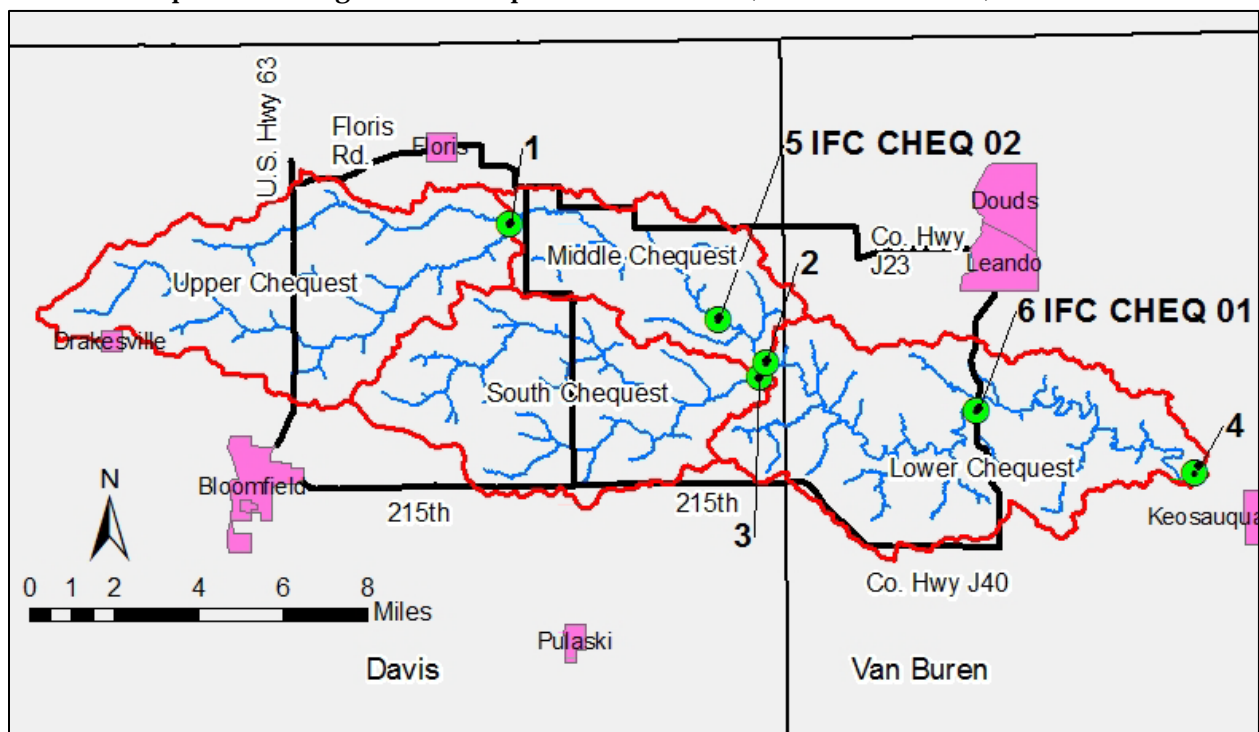 U.S. Hwy 63
Floris
Rd.
Floris
1
5 IFC CHEQ 02
Douds
Co. Hwy
J23
Leando
Middle Chequest
2
Upper Chequest
6 IFC CHEQ 01
Drakesville
South Chequest
4
Lower Chequest
N
Bloomfield
215th
215th
3
Keosauqua
0 1 2 4 6 8
Miles
Co. Hwy J40
Pulaski
Davis
Van Buren